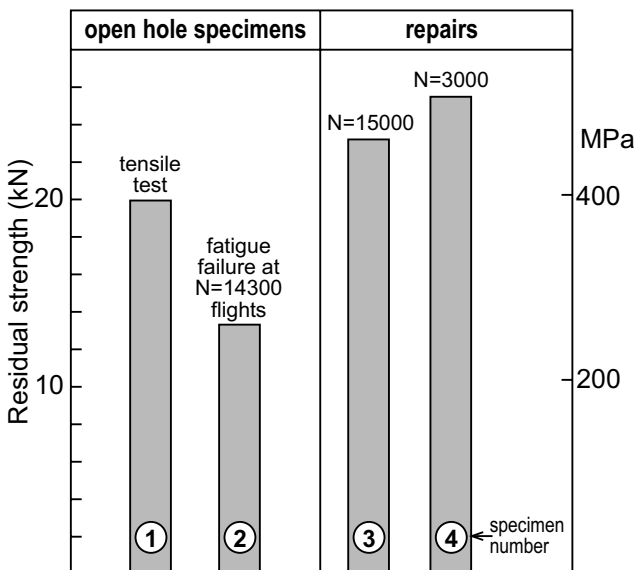 open hole specimens
repairs
N=3000
N=15000
MPa
tensile
test
20
400
fatigue
failure at
N=14300
flights
Residual strength (kN)
10
200
1
2
3
4
specimen
number